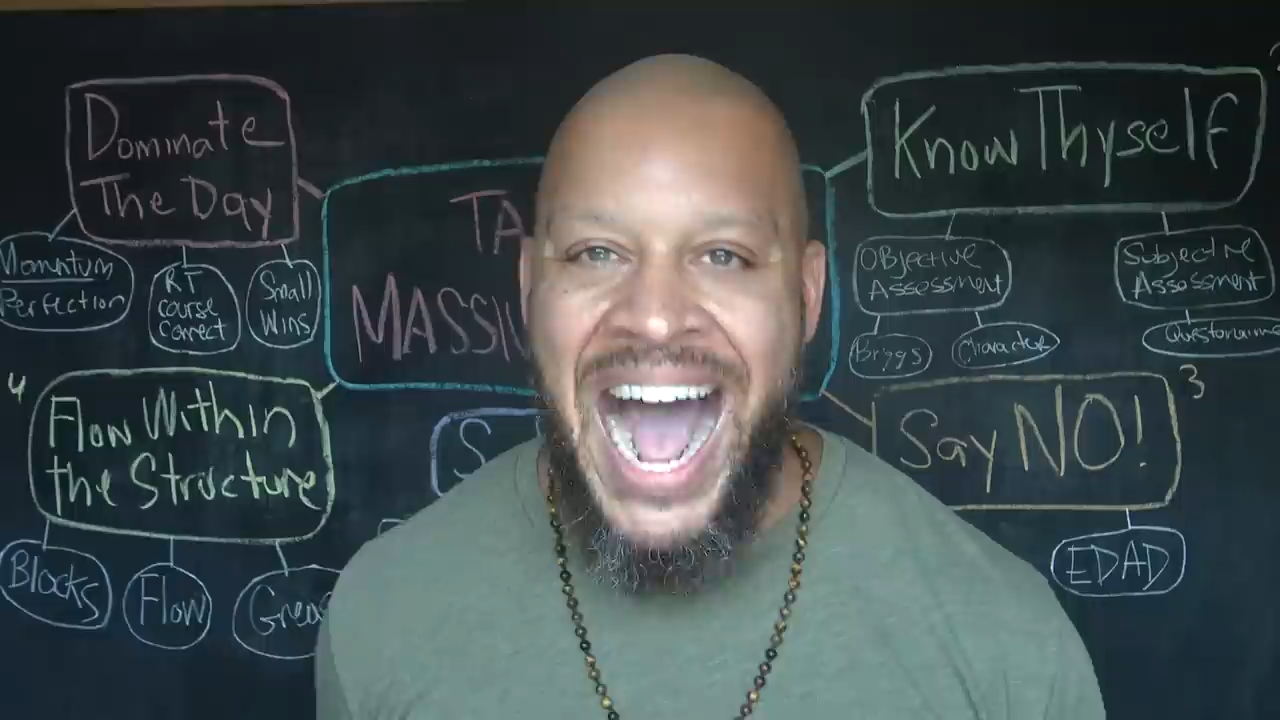 Dominate
The Day
Momentum
Perfection
RT
course
correct
Small
Wins
TA
MASSIV
Know Thyself
Objective
Assessment
Briggs
Character
Subjective
Assessment
4
Flow Within
the Structure
Blocks
Flow
Grea
S
Say NO!
3
EDAD